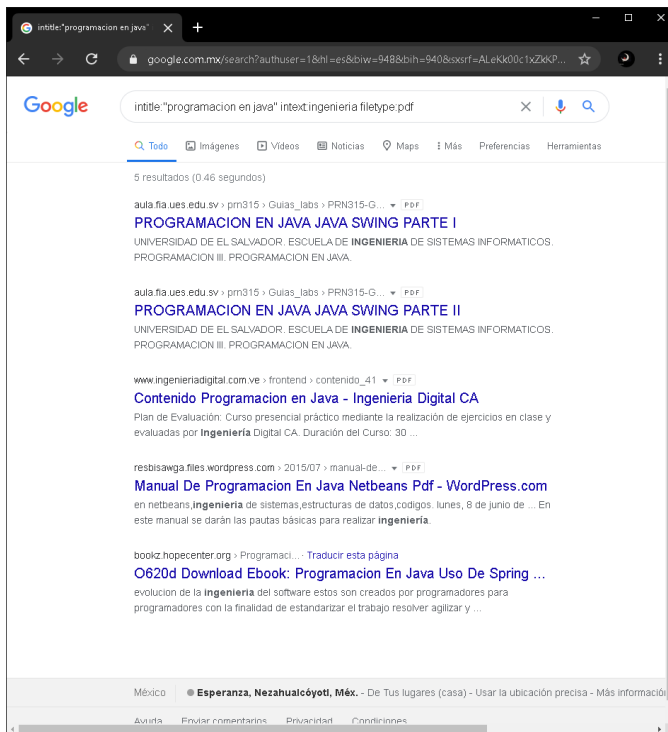 intitle:"programacion en java"
google.com.mx/search?authuser=1&hl=es&biw=948&bih=940&sxsrf=ALeKk00c1xZkKP...
Google
intitle:"programacion en java" intext:ingenieria filetype:pdf
Todo Imágenes Vídeos Noticias Maps Más Preferencias Herramientas
5 resultados (0.46 segundos)
aula.fia.ues.edu.sv › prn315 › Guias_labs › PRN315-G... PDF
PROGRAMACION EN JAVA JAVA SWING PARTE I
UNIVERSIDAD DE EL SALVADOR. ESCUELA DE INGENIERIA DE SISTEMAS INFORMATICOS.
PROGRAMACION III. PROGRAMACION EN JAVA.
aula.fia.ues.edu.sv › prn315 › Guias_labs › PRN315-G... PDF
PROGRAMACION EN JAVA JAVA SWING PARTE II
UNIVERSIDAD DE EL SALVADOR. ESCUELA DE INGENIERIA DE SISTEMAS INFORMATICOS.
PROGRAMACION III. PROGRAMACION EN JAVA.
www.ingenieriadigital.com.ve › frontend › contenido_41 PDF
Contenido Programacion en Java - Ingenieria Digital CA
Plan de Evaluación: Curso presencial práctico mediante la realización de ejercicios en clase y
evaluadas por Ingeniería Digital CA. Duración del Curso: 30 ...
resbisawga.files.wordpress.com › 2015/07 › manual-de... PDF
Manual De Programacion En Java Netbeans Pdf - WordPress.com
en netbeans,ingenieria de sistemas,estructuras de datos,codigos. lunes, 8 de junio de ... En
este manual se darán las pautas básicas para realizar ingeniería.
bookz.hopecenter.org › Programaci... · Traducir esta página
O620d Download Ebook: Programacion En Java Uso De Spring ...
evolucion de la ingenieria del software estos son creados por programadores para
programadores con la finalidad de estandarizar el trabajo resolver agilizar y ...
México Esperanza, Nezahualcóyotl, Méx. - De Tus lugares (casa) - Usar la ubicación precisa - Más informació
Ayuda Enviar comentarios Privacidad Condiciones